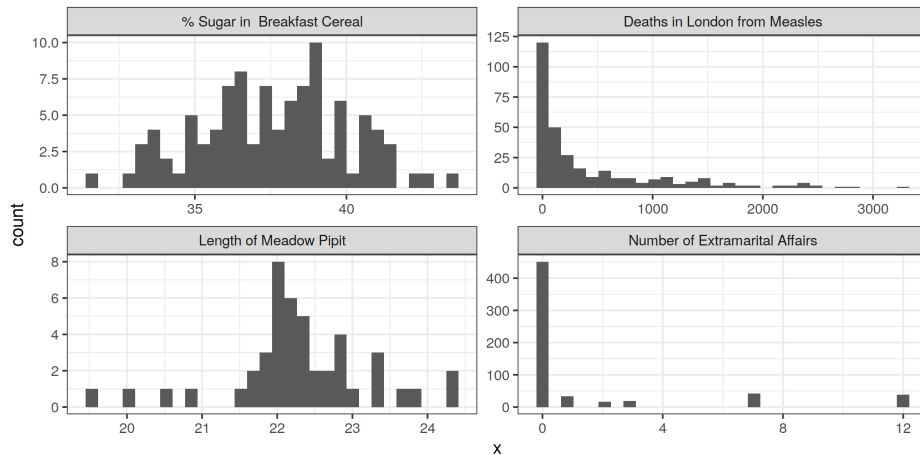 % Sugar in  Breakfast Cereal
10.0
7.5
5.0
2.5
0.0
35 40
Deaths in London from Measles
125
100
75
50
25
0
0 1000 2000 3000
count
Length of Meadow Pipit
8
6
4
2
0
20 21 22 23 24
Number of Extramarital Affairs
400
300
200
100
0
0 4 8 12
x